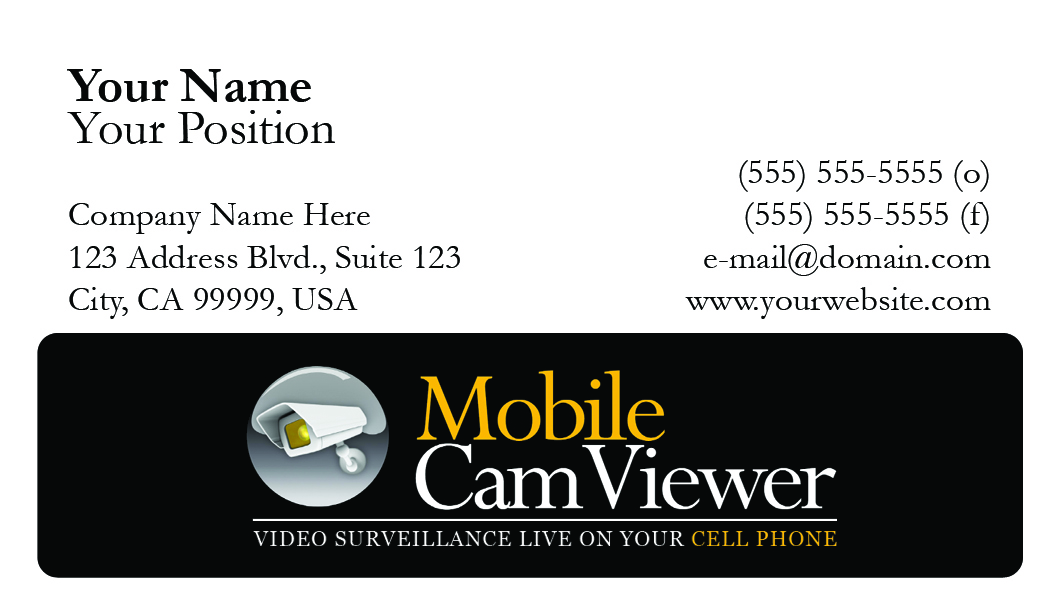 Your Name
Your Position
(555) 555-5555 (o)
Company Name Here
(555) 555-5555 (f)
123 Address Blvd., Suite 123
e-mail@domain.com
City, CA 99999, USA
www.yourwebsite.com
Mobile
Cam Viewer
VIDEO SURVEILLANCE LIVE ON YOUR CELL PHONE